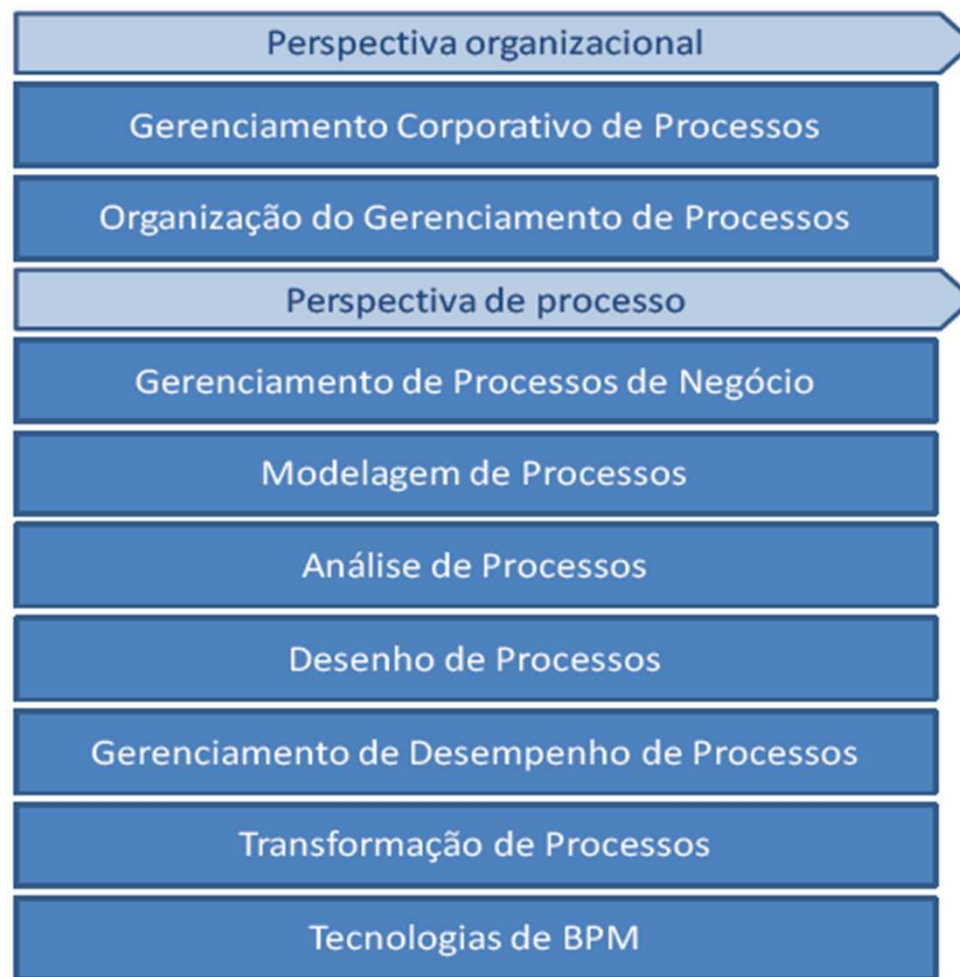 Perspectiva organizacional
Gerenciamento Corporativo de Processos
Organização do Gerenciamento de Processos
Perspectiva de processo
Gerenciamento de Processos de Negócio
Modelagem de Processos
Análise de Processos
Desenho de Processos
Gerenciamento de Desempenho de Processos
Transformação de Processos
Tecnologias de BPM